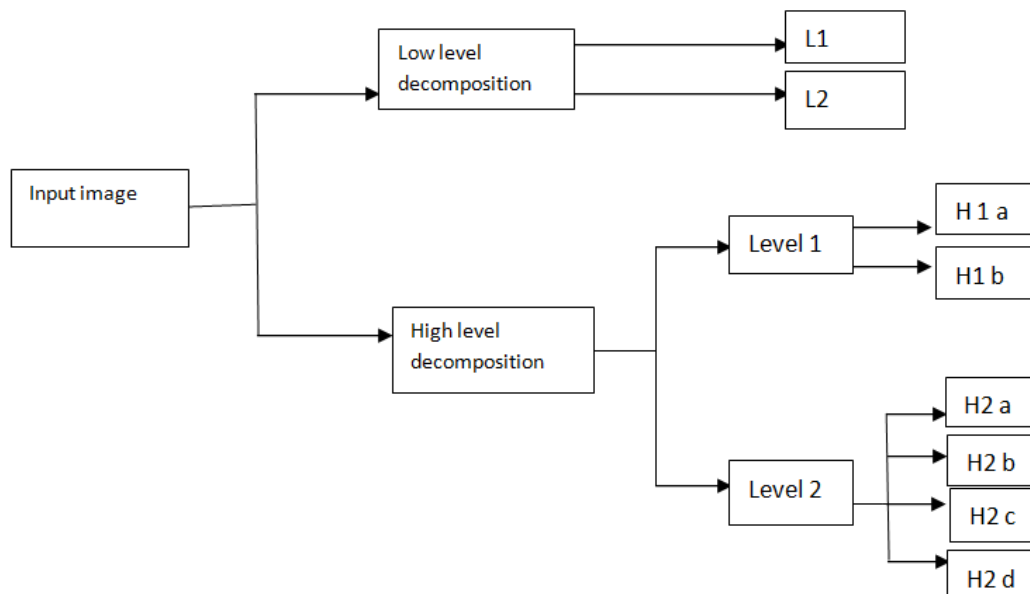 Low level
decomposition
L1
L2
Input image
H 1 a
Level 1
H1 b
High level
decomposition
H2 a
H2 b
Level 2
H2 c
H2 d